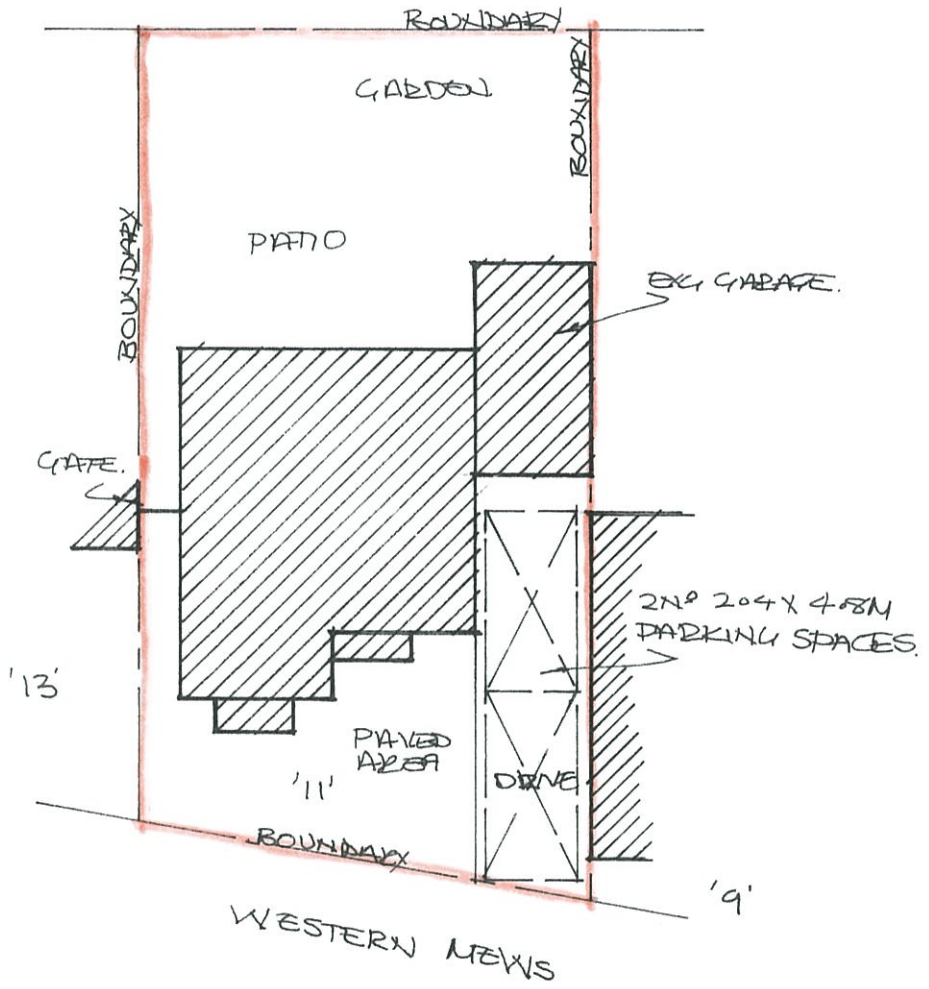 BOUNDARY
GARDEN
BOUNDARY
BOUNDARY
PATIO
EXG GARAGE.
GATE.
2Nº 2.4 X 4.8M
PARKING SPACES.
'13'
PAVED
AREA
'11'
DRIVE
BOUNDARY
'9'
WESTERN MEWS